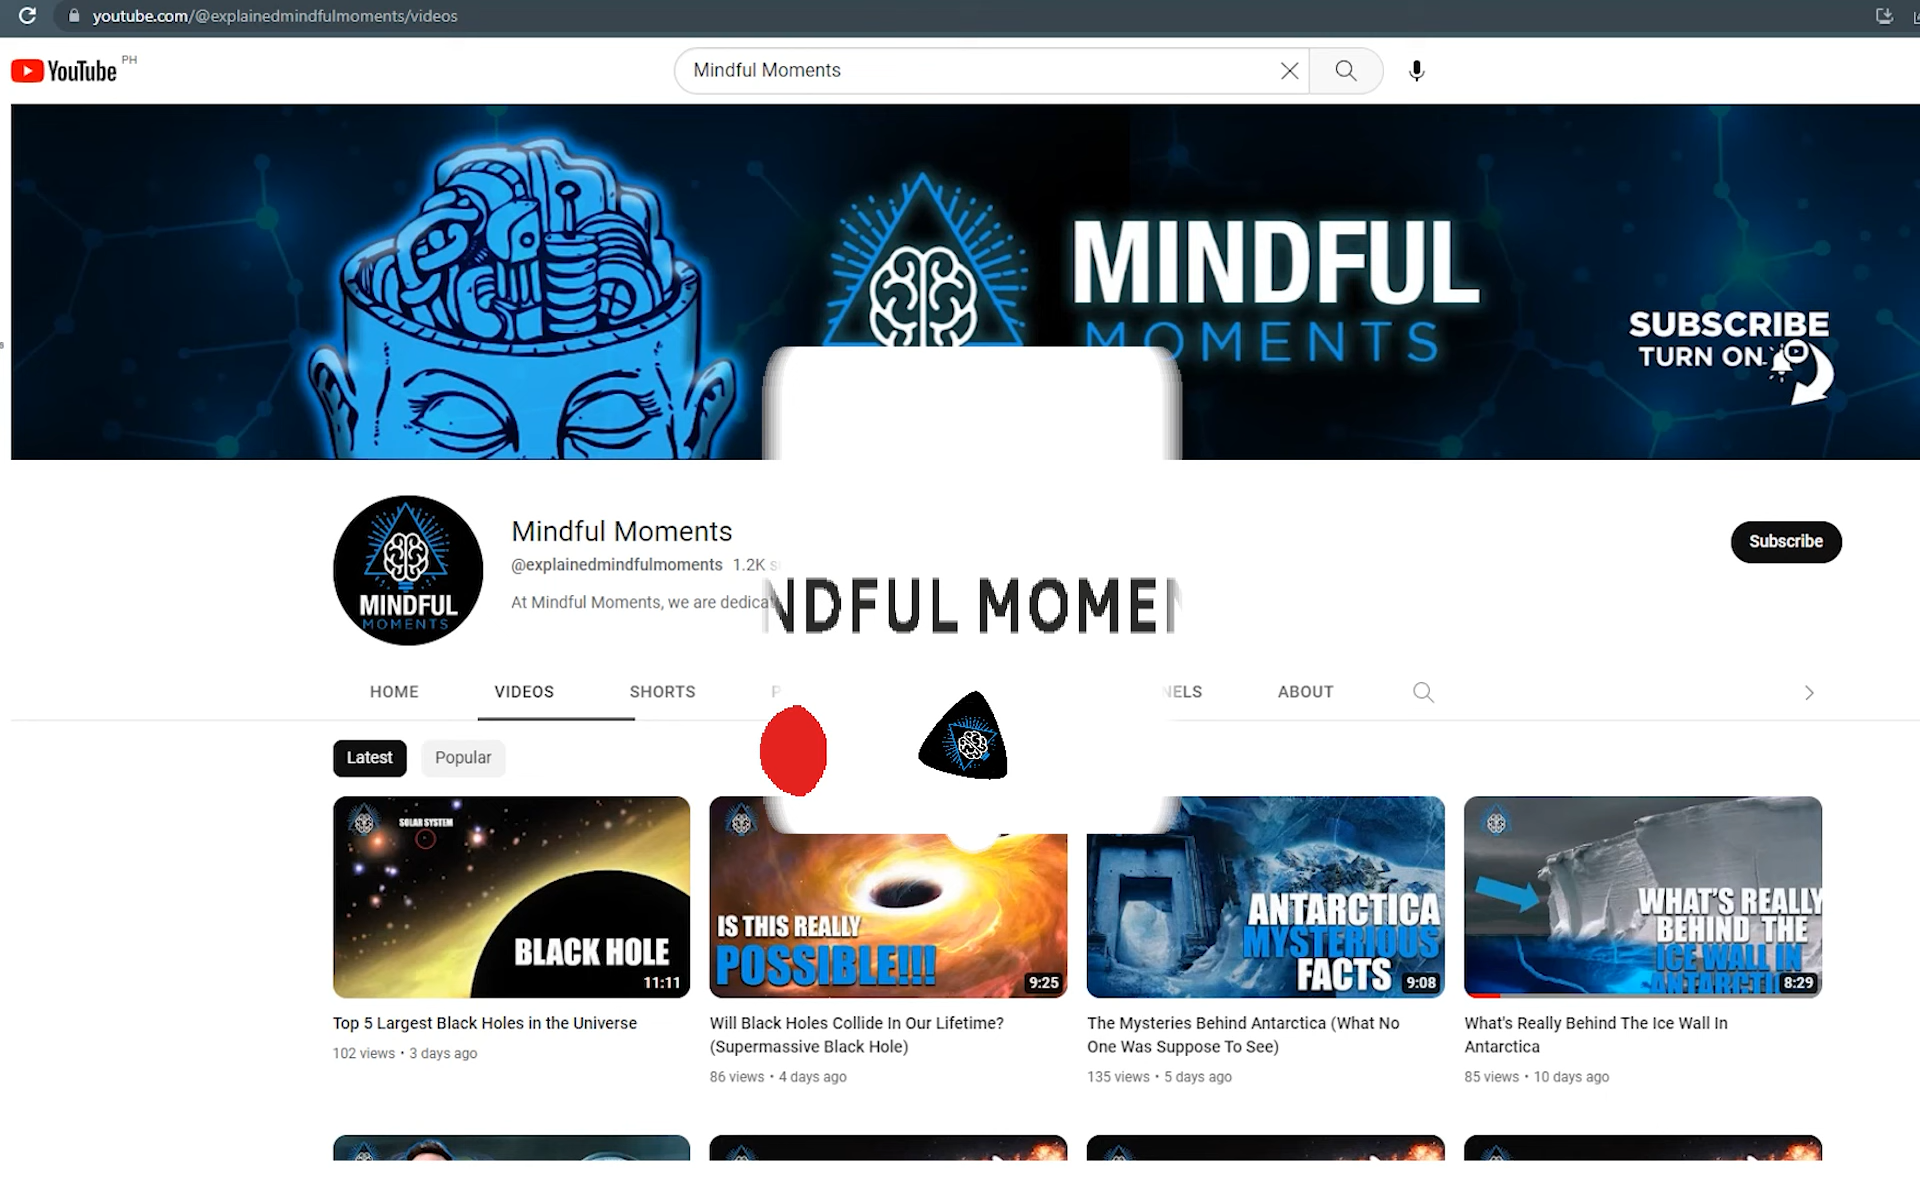 youtube.com/@explainedmindfulmoments/videos
YouTube PH
Mindful Moments
MINDFUL
MOMENTS
SUBSCRIBE
TURN ON
Mindful Moments
@explainedmindfulmoments 1.2K
Subscribe
At Mindful Moments, we are
MINDFUL
MOMENTS
NDFUL MOME
HOME VIDEOS SHORTS P NELS ABOUT
Latest Popular
SOLAR SYSTEM
BLACK HOLE
11:11
IS THIS REALLY
POSSIBLE!!!
9:25
ANTARCTICA
MYSTERIOUS
FACTS
9:08
WHAT'S REALLY
BEHIND THE
ICE WALL IN
8:29
Top 5 Largest Black Holes in the Universe
102 views • 3 days ago
Will Black Holes Collide In Our Lifetime?
(Supermassive Black Hole)
86 views • 4 days ago
The Mysteries Behind Antarctica (What No
One Was Suppose To See)
135 views • 5 days ago
What's Really Behind The Ice Wall In
Antarctica
85 views • 10 days ago